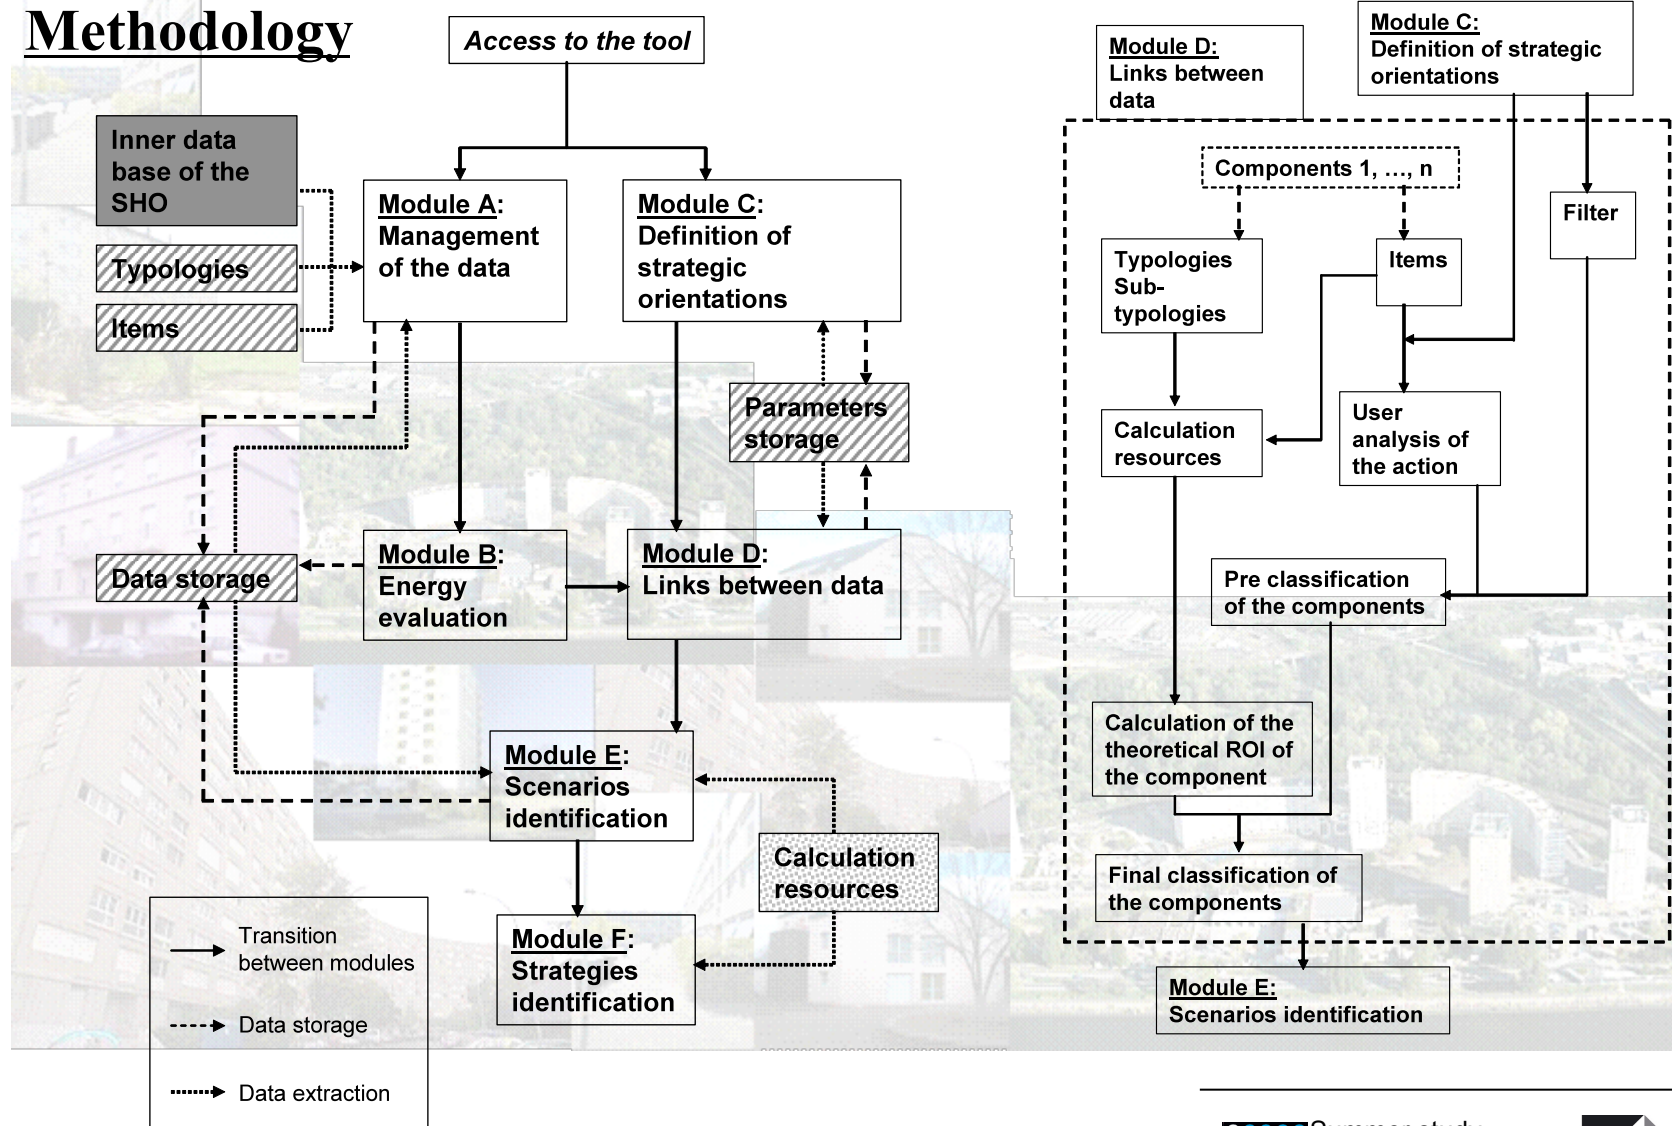 Methodology
Access to the tool
Inner data
base of the
SHO
Typologies
Items
Module A:
Management
of the data
Module C:
Definition of
strategic
orientations
Parameters
storage
Data storage
Module B:
Energy
evaluation
Module D:
Links between data
Module E:
Scenarios
identification
Calculation
resources
Module F:
Strategies
identification
Transition
between modules
Data storage
Data extraction
Module D:
Links between
data
Module C:
Definition of strategic
orientations
Components 1, …, n
Filter
Typologies
Sub-
typologies
Items
Calculation
resources
User
analysis of
the action
Pre classification
of the components
Calculation of the
theoretical ROI of
the component
Final classification of
the components
Module E:
Scenarios identification
Summer study